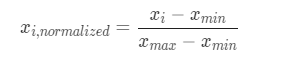 x_{i,normalized} = \frac{x_i - x_{min}}{x_{max} - x_{min}}